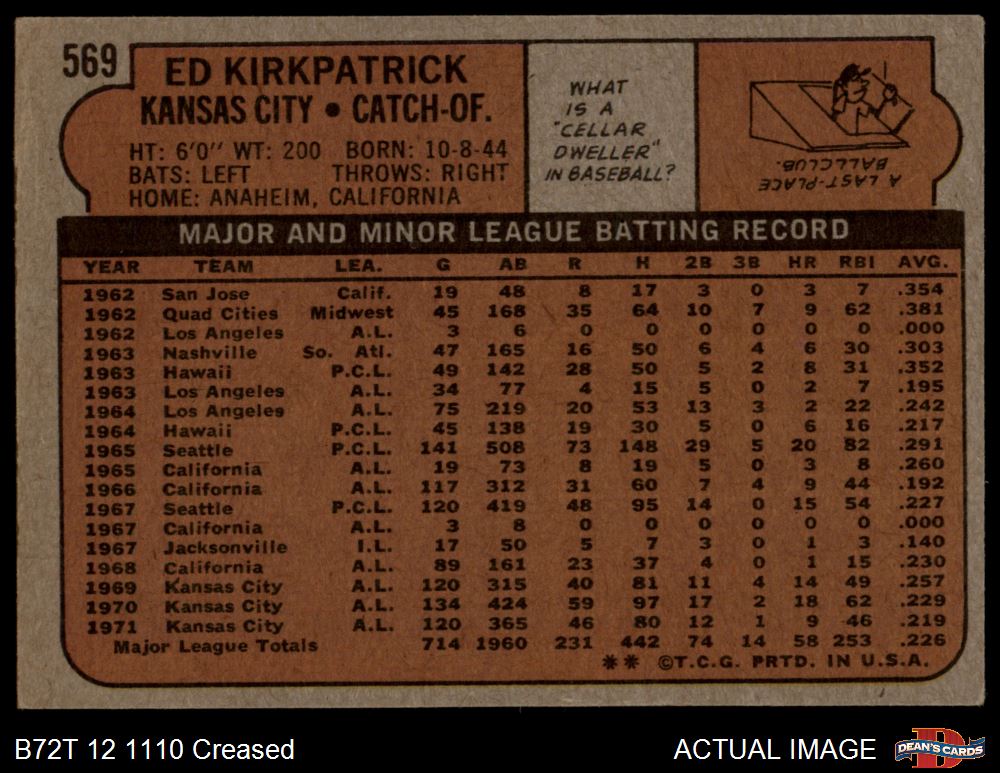 569
ED KIRKPATRICK
KANSAS CITY • CATCH-OF.
HT: 6'0" WT: 200 BORN: 10-8-44
BATS: LEFT THROWS: RIGHT
HOME: ANAHEIM, CALIFORNIA
WHAT
IS A
"CELLAR
DWELLER"
IN BASEBALL?
A LAST-PLACE
BALLCLUB.
MAJOR AND MINOR LEAGUE BATTING RECORD
YEAR TEAM LEA. G AB R H 2B 3B HR RBI AVG.
1962 San Jose Calif. 19 48 8 17 3 0 3 7 .354
1962 Quad Cities Midwest 45 168 35 64 10 7 9 62 .381
1962 Los Angeles A.L. 3 6 0 0 0 0 0 0 .000
1963 Nashville So. Atl. 47 165 16 50 6 4 6 30 .303
1963 Hawaii P.C.L. 49 142 28 50 5 2 8 31 .352
1963 Los Angeles A.L. 34 77 4 15 5 0 2 7 .195
1964 Los Angeles A.L. 75 219 20 53 13 3 2 22 .242
1964 Hawaii P.C.L. 45 138 19 30 5 0 6 16 .217
1965 Seattle P.C.L. 141 508 73 148 29 5 20 82 .291
1965 California A.L. 19 73 8 19 5 0 3 8 .260
1966 California A.L. 117 312 31 60 7 4 9 44 .192
1967 Seattle P.C.L. 120 419 48 95 14 0 15 54 .227
1967 California A.L. 3 8 0 0 0 0 0 0 .000
1967 Jacksonville I.L. 17 50 5 7 3 0 1 3 .140
1968 California A.L. 89 161 23 37 4 0 1 15 .230
1969 Kansas City A.L. 120 315 40 81 11 4 14 49 .257
1970 Kansas City A.L. 134 424 59 97 17 2 18 62 .229
1971 Kansas City A.L. 120 365 46 80 12 1 9 46 .219
Major League Totals 714 1960 231 442 74 14 58 253 .226
** ©T.C.G. PRTD. IN U.S.A.
B72T 12 1110 Creased
ACTUAL IMAGE
DEAN'S CARDS